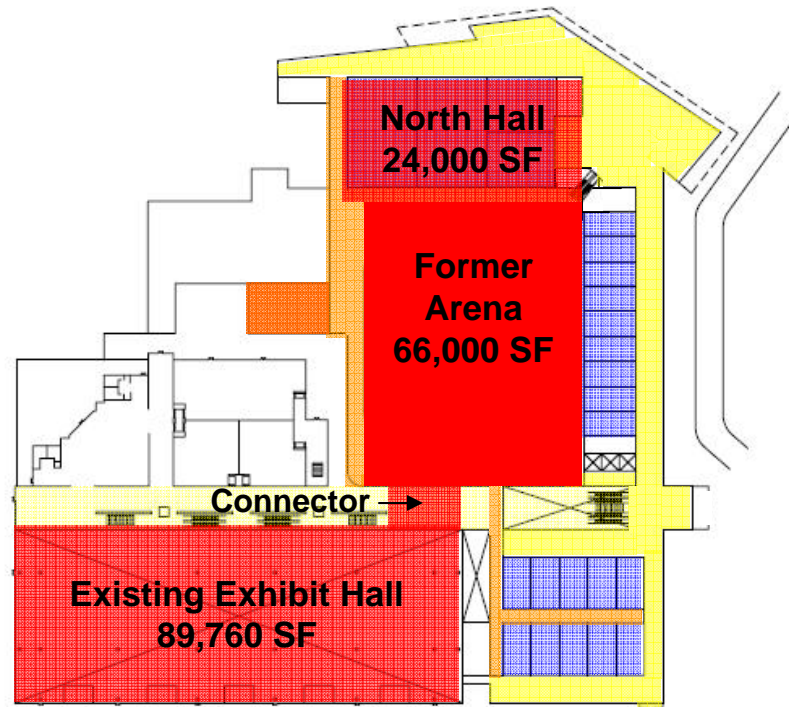 North Hall
24,000 SF
Former
Arena
66,000 SF
Connector
Existing Exhibit Hall
89,760 SF